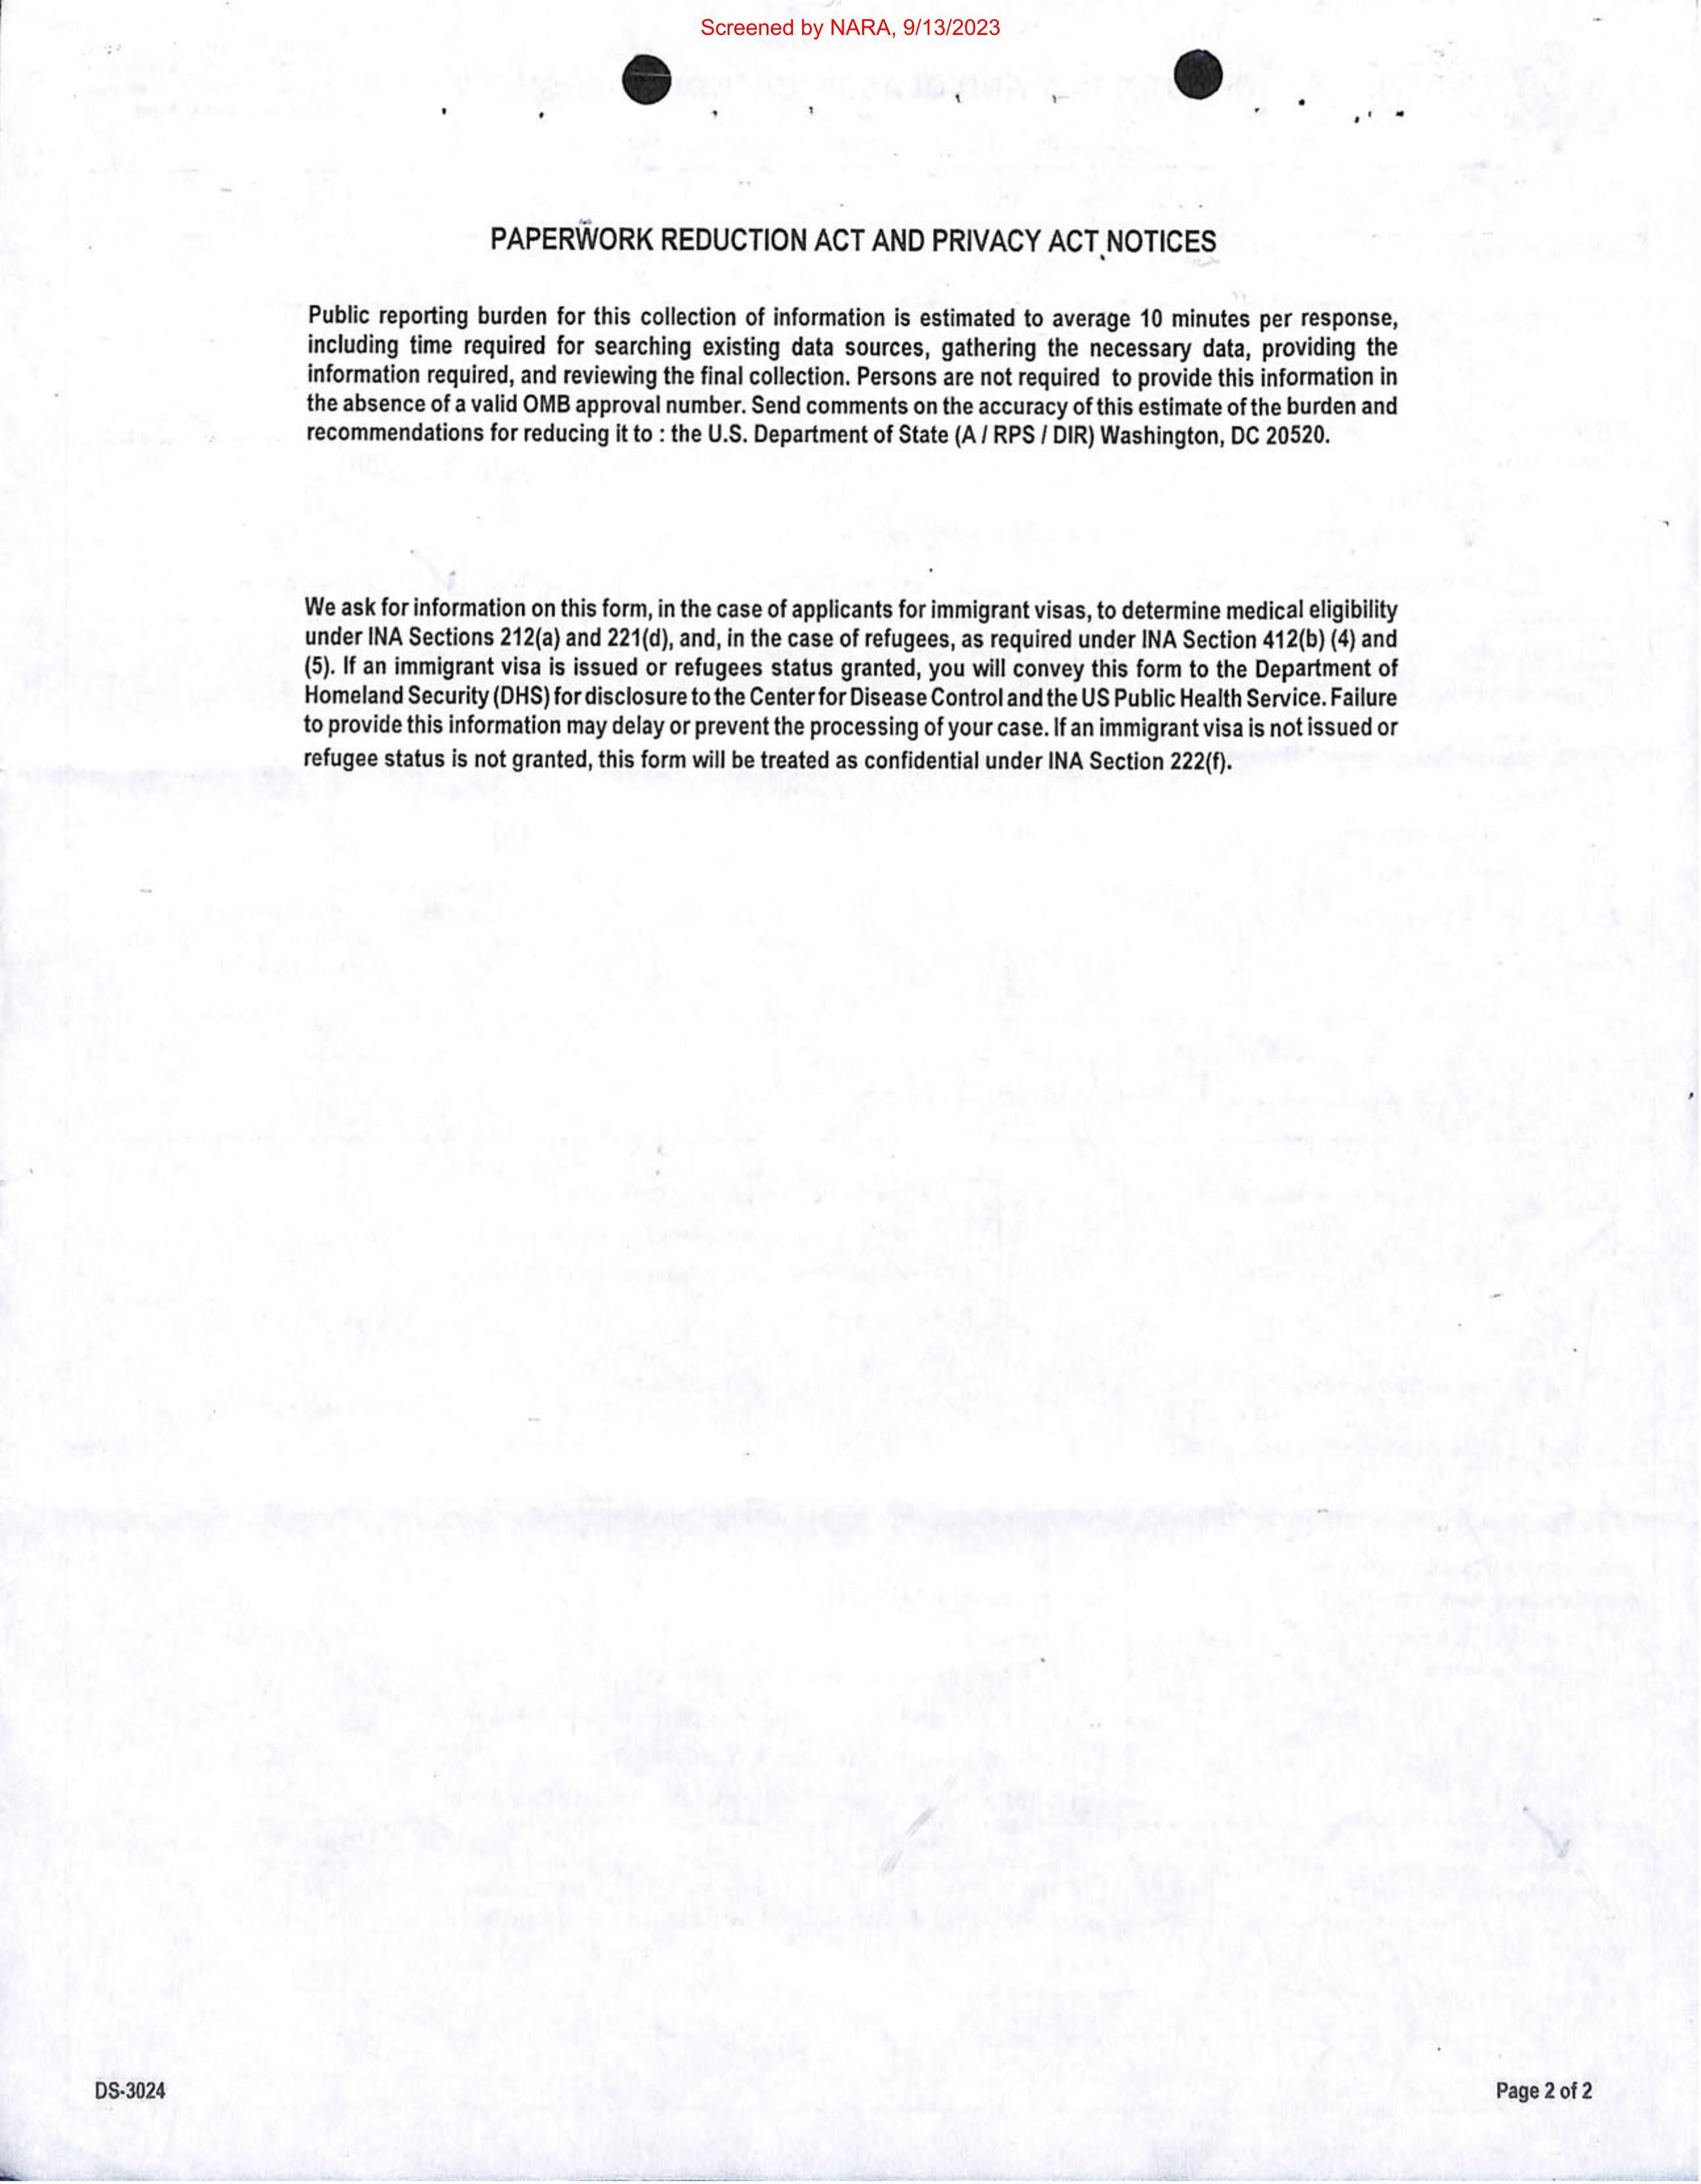 Screened by NARA, 9/13/2023
PAPERWORK REDUCTION ACT AND PRIVACY ACT NOTICES
Public reporting burden for this collection of information is estimated to average 10 minutes per response,
including time required for searching existing data sources, gathering the necessary data, providing the
information required, and reviewing the final collection. Persons are not required to provide this information in
the absence of a valid OMB approval number. Send comments on the accuracy of this estimate of the burden and
recommendations for reducing it to : the U.S. Department of State (A / RPS / DIR) Washington, DC 20520.
We ask for information on this form, in the case of applicants for immigrant visas, to determine medical eligibility
under INA Sections 212(a) and 221(d), and, in the case of refugees, as required under INA Section 412(b) (4) and
(5). If an immigrant visa is issued or refugees status granted, you will convey this form to the Department of
Homeland Security (DHS) for disclosure to the Center for Disease Control and the US Public Health Service. Failure
to provide this information may delay or prevent the processing of your case. If an immigrant visa is not issued or
refugee status is not granted, this form will be treated as confidential under INA Section 222(f).
DS-3024
Page 2 of 2